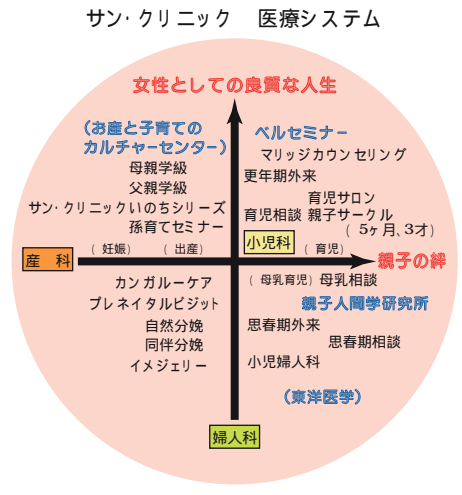 サン・クリニック　医療システム
女性としての良質な人生
（お産と子育ての
カルチャーセンター）
母親学級
父親学級
サン・クリニックいのちシリーズ
孫育てセミナー
ベルセミナー
マリッジカウンセリング
更年期外来
育児サロン
育児相談 親子サークル
（ 5ヶ月、3才）
（ 妊娠）
（ 出産）
小児科
（ 育児）
産　科
親子の絆
カンガルーケア
プレネイタルビジット
自然分娩
同伴分娩
イメジェリー
（ 母乳育児）母乳相談
親子人間学研究所
思春期外来
思春期相談
小児婦人科
（東洋医学）
婦人科